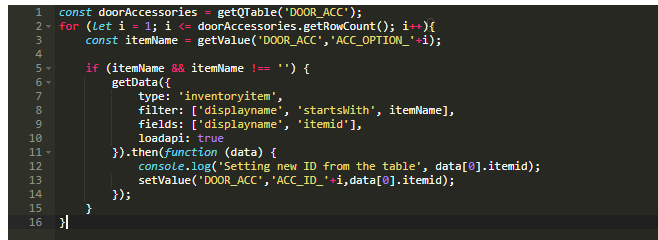 1 const doorAccessories = getQTable('DOOR_ACC');
2 for (let i = 1; i <= doorAccessories.getRowCount(); i++){
3 const itemName = getValue('DOOR_ACC','ACC_OPTION_'+i);
4
5 if (itemName && itemName !== '') {
6 getData({
7 type: 'inventoryitem',
8 filter: ['displayname', 'startsWith', itemName],
9 fields: ['displayname', 'itemid'],
10 loadapi: true
11 }).then(function (data) {
12 console.log('Setting new ID from the table', data[0].itemid);
13 setValue('DOOR_ACC','ACC_ID_'+i,data[0].itemid);
14 });
15 }
16 }